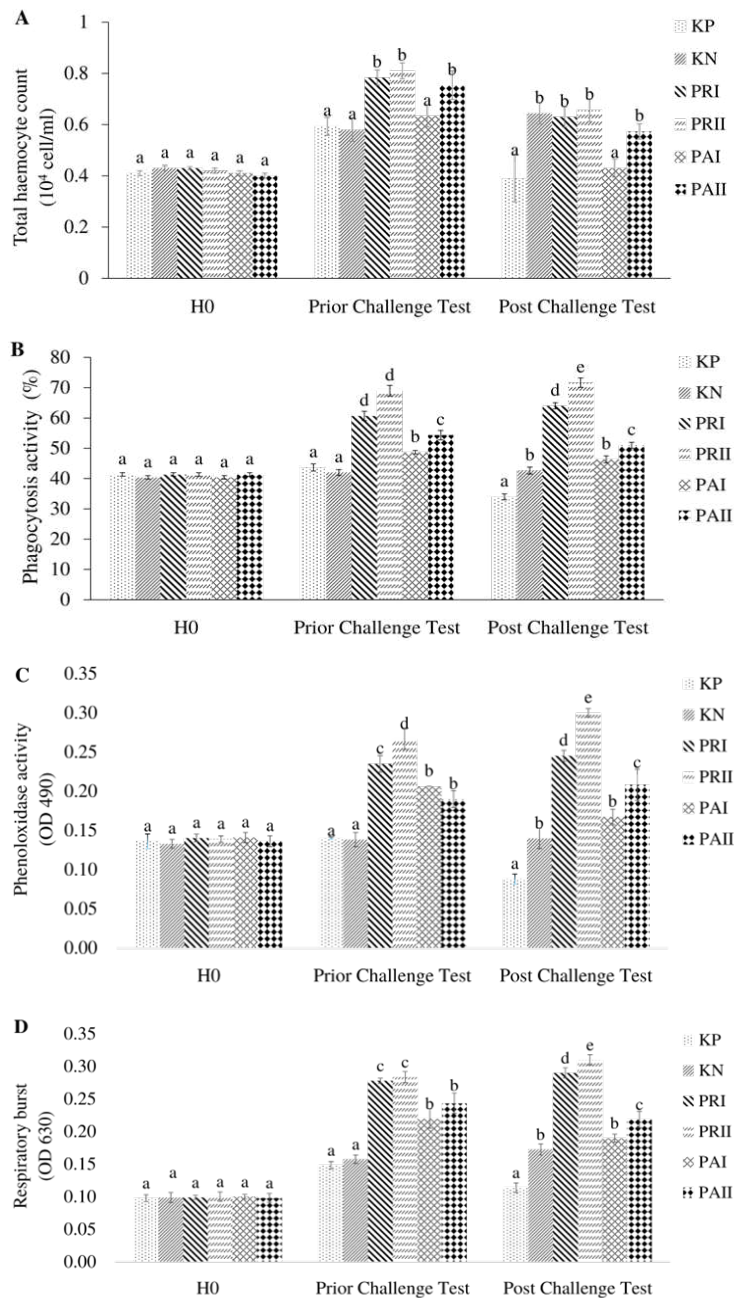 A
Total haemocyte count
(10⁴ cell/ml)
1
0.8
0.6
0.4
0.2
0
a a a a a a
a a b b a b
a b b b a b
H0 Prior Challenge Test Post Challenge Test
KP
KN
PRI
PRII
PAI
PAII
B
Phagocytosis activity (%)
80
70
60
50
40
30
20
10
0
a a a a a a
a a d d b c
a b d e b c
H0 Prior Challenge Test Post Challenge Test
KP
KN
PRI
PRII
PAI
PAII
C
Phenoloxidase activity
(OD 490)
0.35
0.30
0.25
0.20
0.15
0.10
0.05
0.00
a a a a a a
a a c d b b
a b d e b c
H0 Prior Challenge Test Post Challenge Test
KP
KN
PRI
PRII
PAI
PAII
D
Respiratory burst
(OD 630)
0.35
0.30
0.25
0.20
0.15
0.10
0.05
0.00
a a a a a a
a a c c b b
a b d e b c
H0 Prior Challenge Test Post Challenge Test
KP
KN
PRI
PRII
PAI
PAII